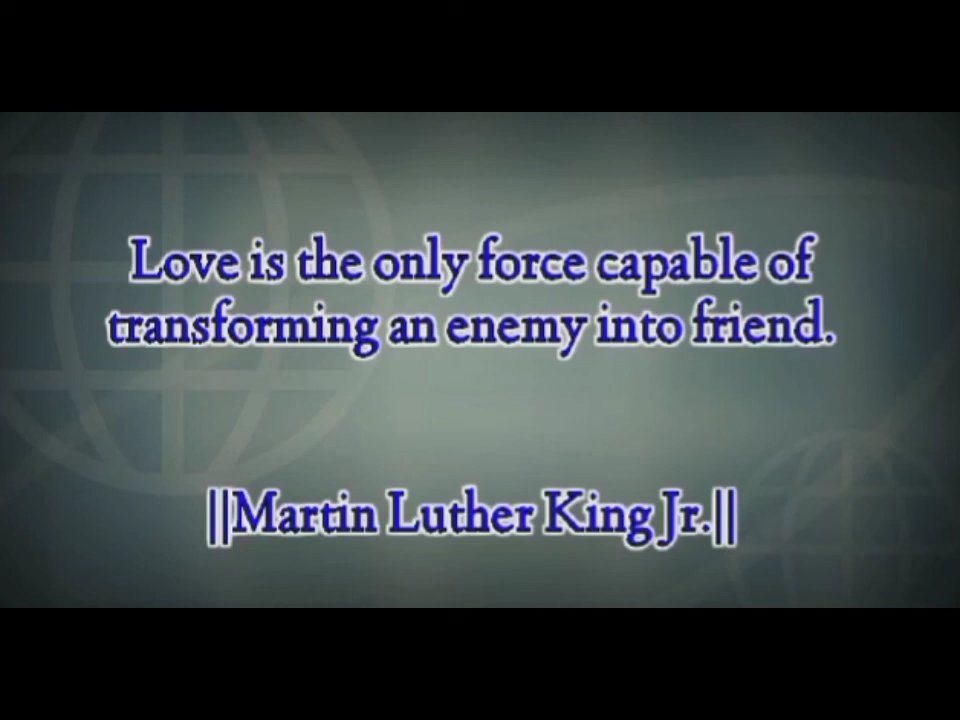 Love is the only force capable of
transforming an enemy into friend.
||Martin Luther King Jr.||